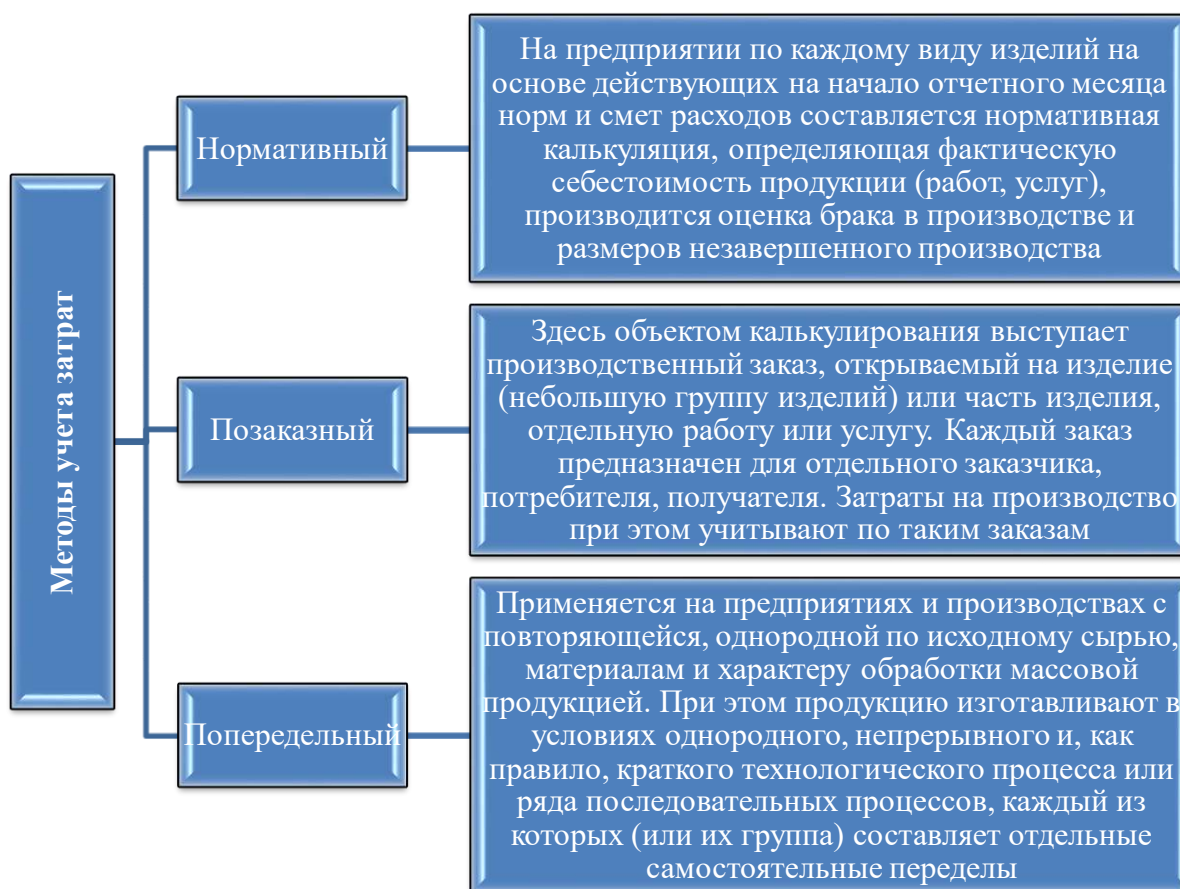 Методы учета затрат
Нормативный
На предприятии по каждому виду изделий на
основе действующих на начало отчетного месяца
норм и смет расходов составляется нормативная
калькуляция, определяющая фактическую
себестоимость продукции (работ, услуг),
производится оценка брака в производстве и
размеров незавершенного производства
Позаказный
Здесь объектом калькулирования выступает
производственный заказ, открываемый на изделие
(небольшую группу изделий) или часть изделия,
отдельную работу или услугу. Каждый заказ
предназначен для отдельного заказчика,
потребителя, получателя. Затраты на производство
при этом учитывают по таким заказам
Попередельный
Применяется на предприятиях и производствах с
повторяющейся, однородной по исходному сырью,
материалам и характеру обработки массовой
продукцией. При этом продукцию изготавливают в
условиях однородного, непрерывного и, как
правило, краткого технологического процесса или
ряда последовательных процессов, каждый из
которых (или их группа) составляет отдельные
самостоятельные переделы